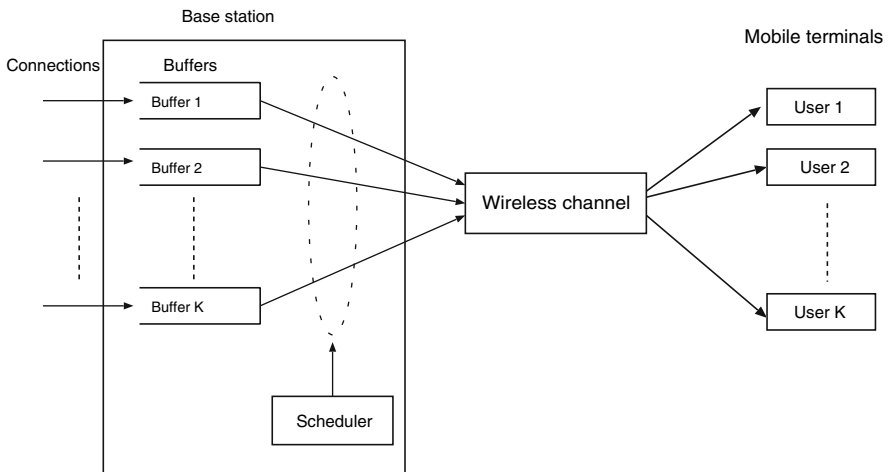 Base station
Mobile terminals
Connections
Buffers
Buffer 1
User 1
Buffer 2
User 2
Wireless channel
Buffer K
User K
Scheduler